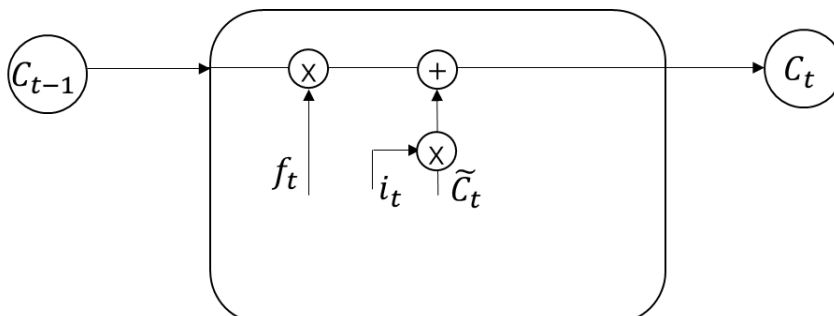 C_{t-1} × + C_t
×
f_t i_t C̃_t